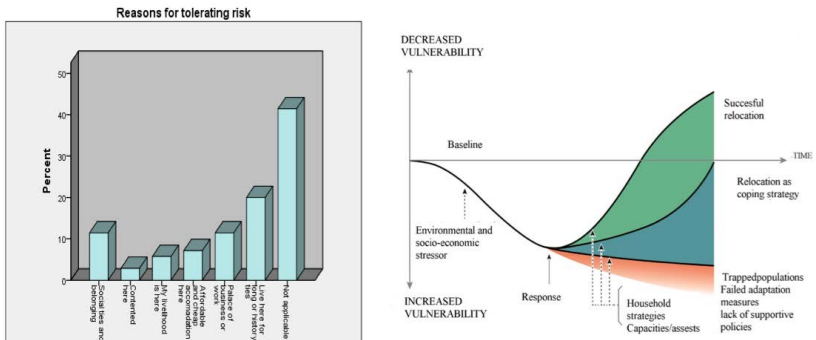 Reasons for tolerating risk
Percent
50
40
30
20
10
0
Social ties and
belonging
Contented
here
My livelihood
is here
Affordable
and cheap
accomodation
here
Palace of
business or
work
Live here for
long or history
ties
Not applicable
DECREASED
VULNERABILITY
Succesful
relocation
Baseline
TIME
Relocation as
coping strategy
Environmental and
socio-economic
stressor
Response
INCREASED
VULNERABILITY
Household
strategies
Capacities/assests
Trappedpopulations
Failed adaptation
measures
lack of supportive
policies